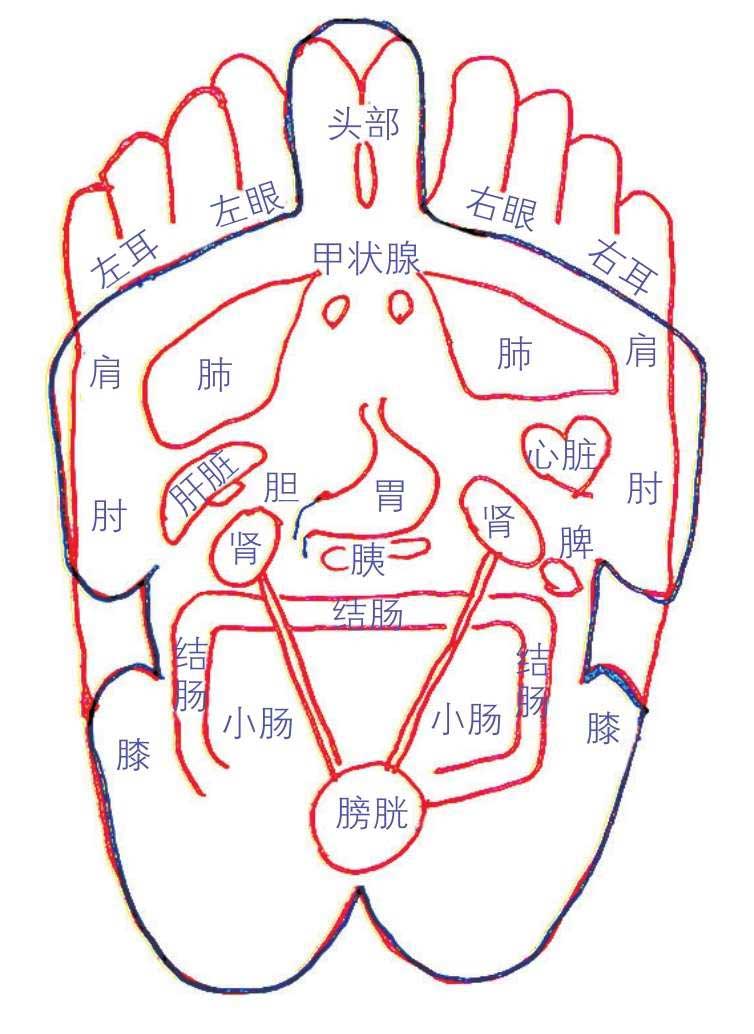 头部
左眼
右眼
左耳
右耳
甲状腺
肩
肺
肺
肩
肝脏
胆
胃
心脏
肘
肾
肾
肘
胰
脾
结肠
结肠
结肠
小肠
小肠
膝
膝
膀胱